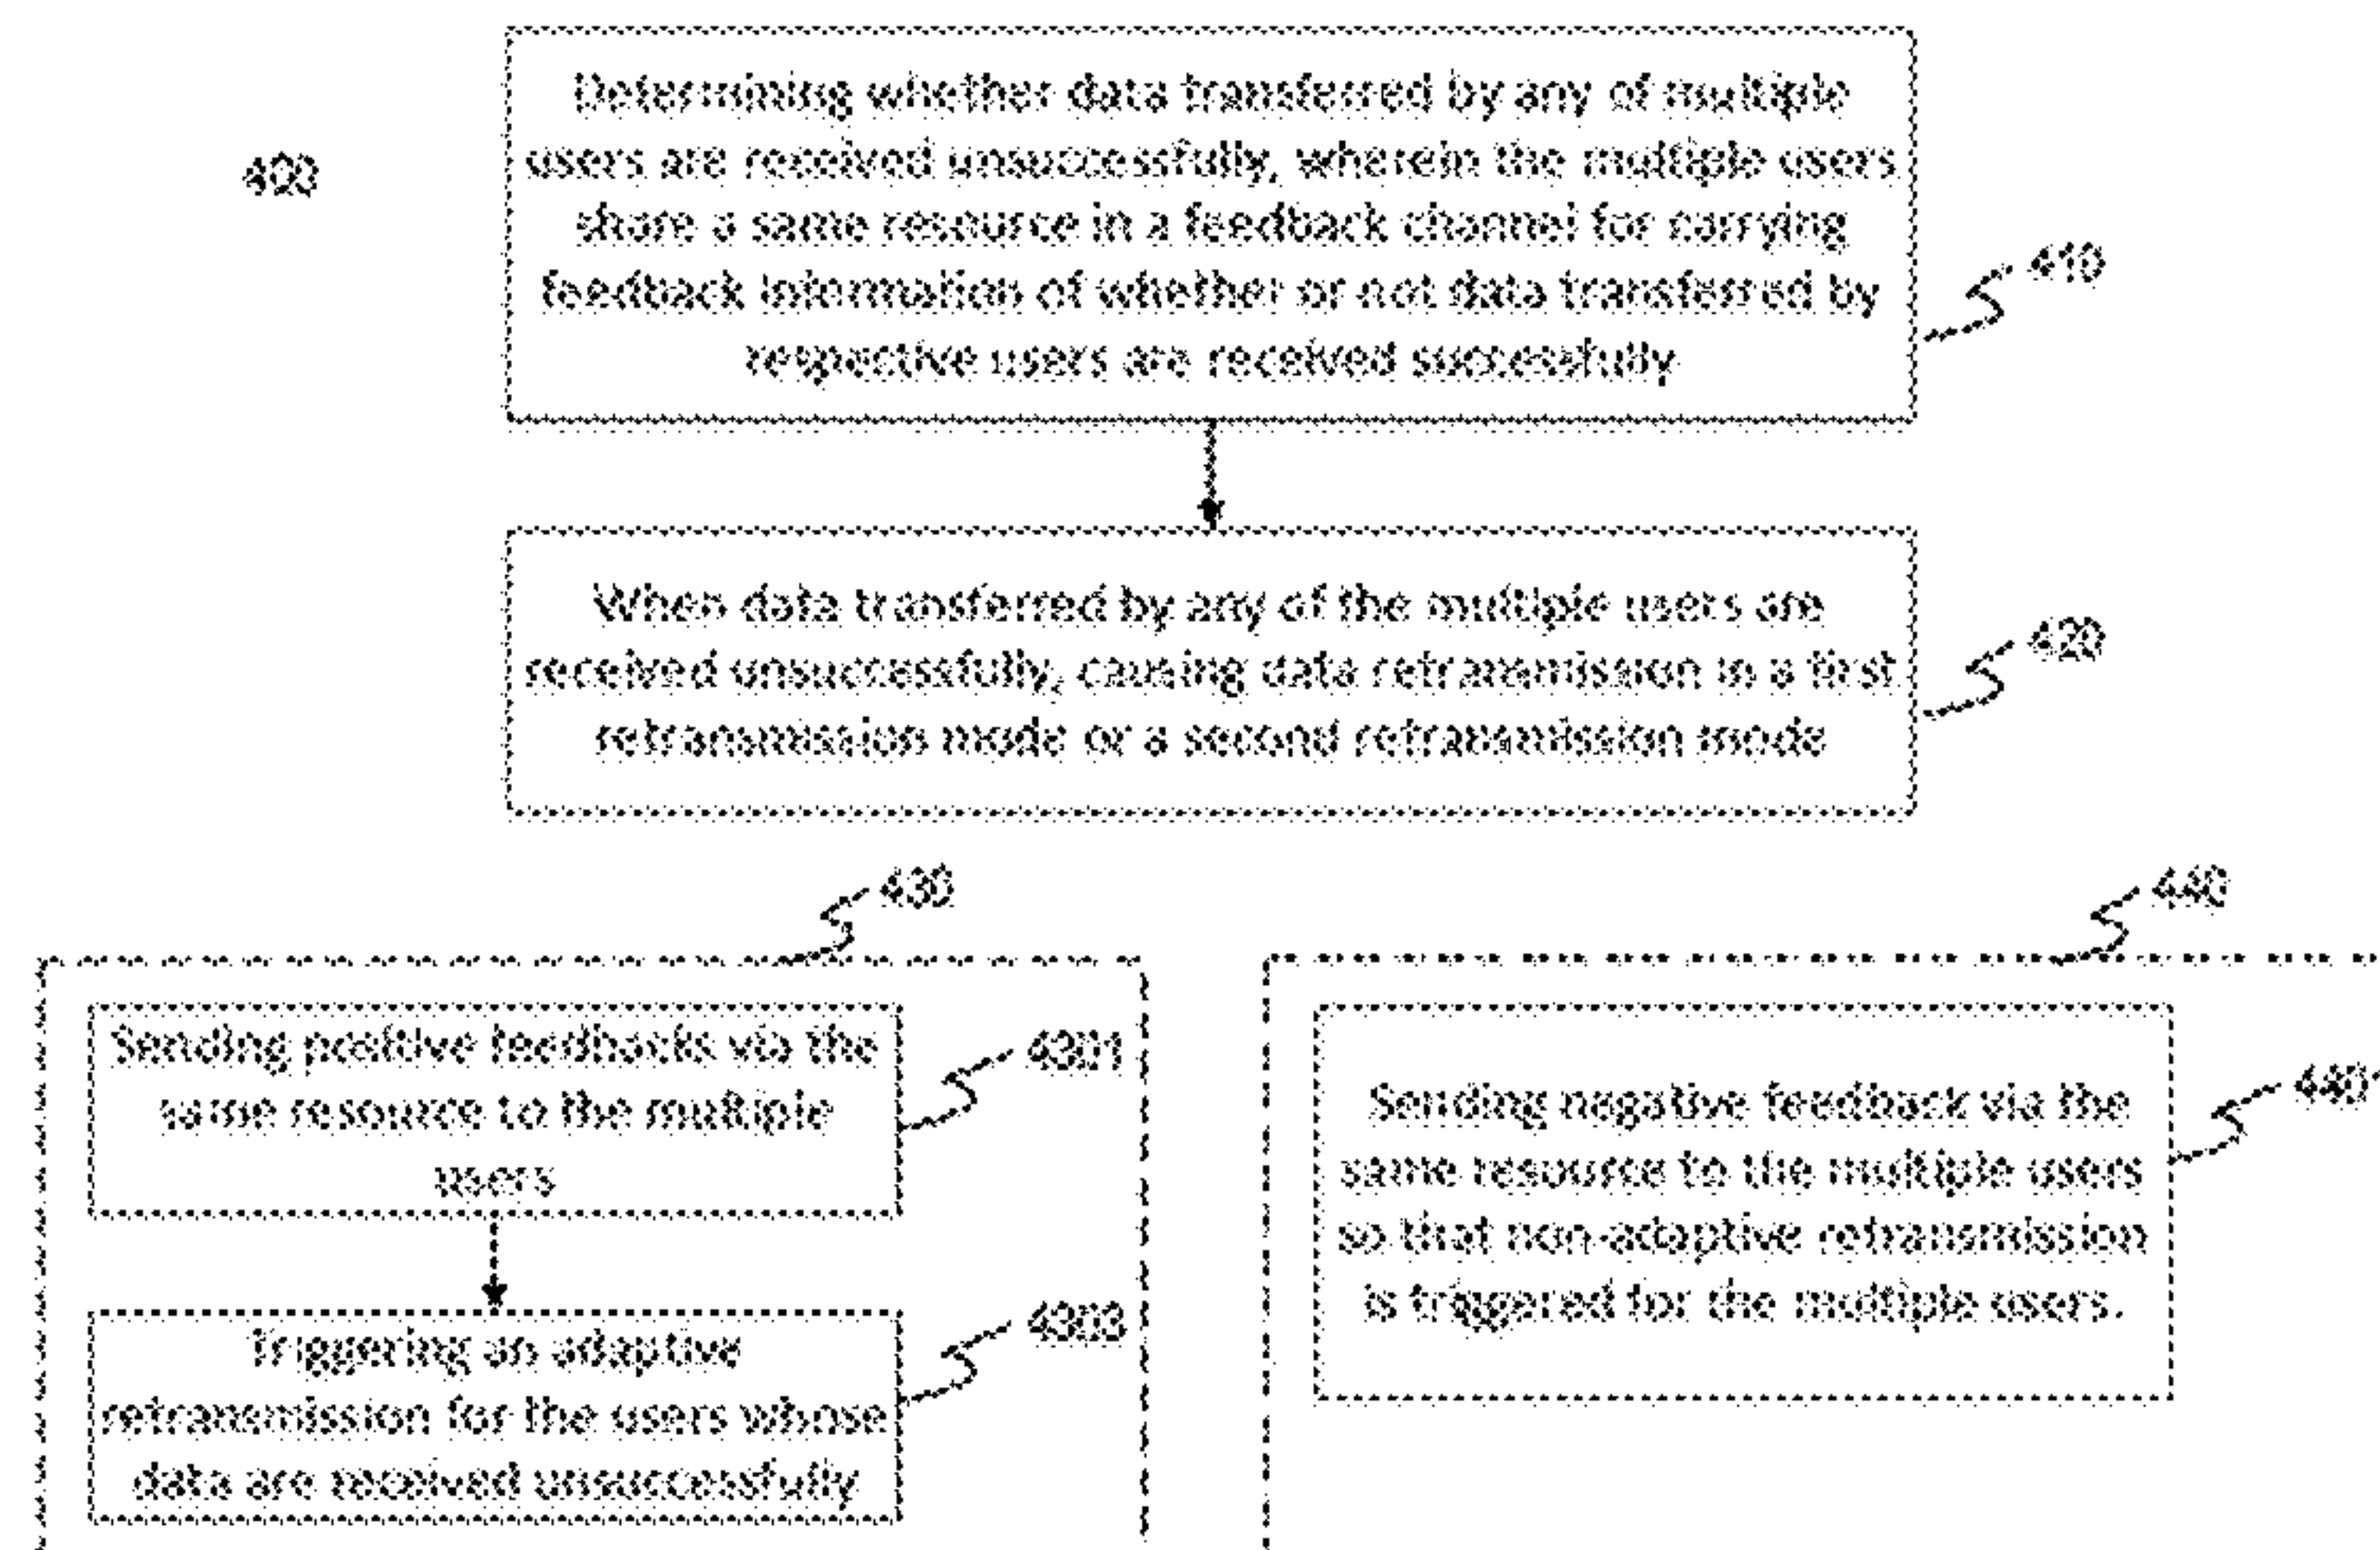 Determining whether data transferred by any of multiple
400
users are received unsuccessfully, wherein the multiple users
share a same resource in a feedback channel for carrying
410
feedback information of whether or not data transferred by
respective users are received successfully
When data transferred by any of the multiple users are
420
received unsuccessfully, causing data retransmission in a first
retransmission mode or a second retransmission mode
430
440
Sending positive feedbacks via the
4301
same resource to the multiple
users
Sending negative feedback via the
same resource to the multiple users
so that non-adaptive retransmission
is triggered for the multiple users.
Triggering an adaptive
4303
retransmission for the users whose
data are received unsuccessfully